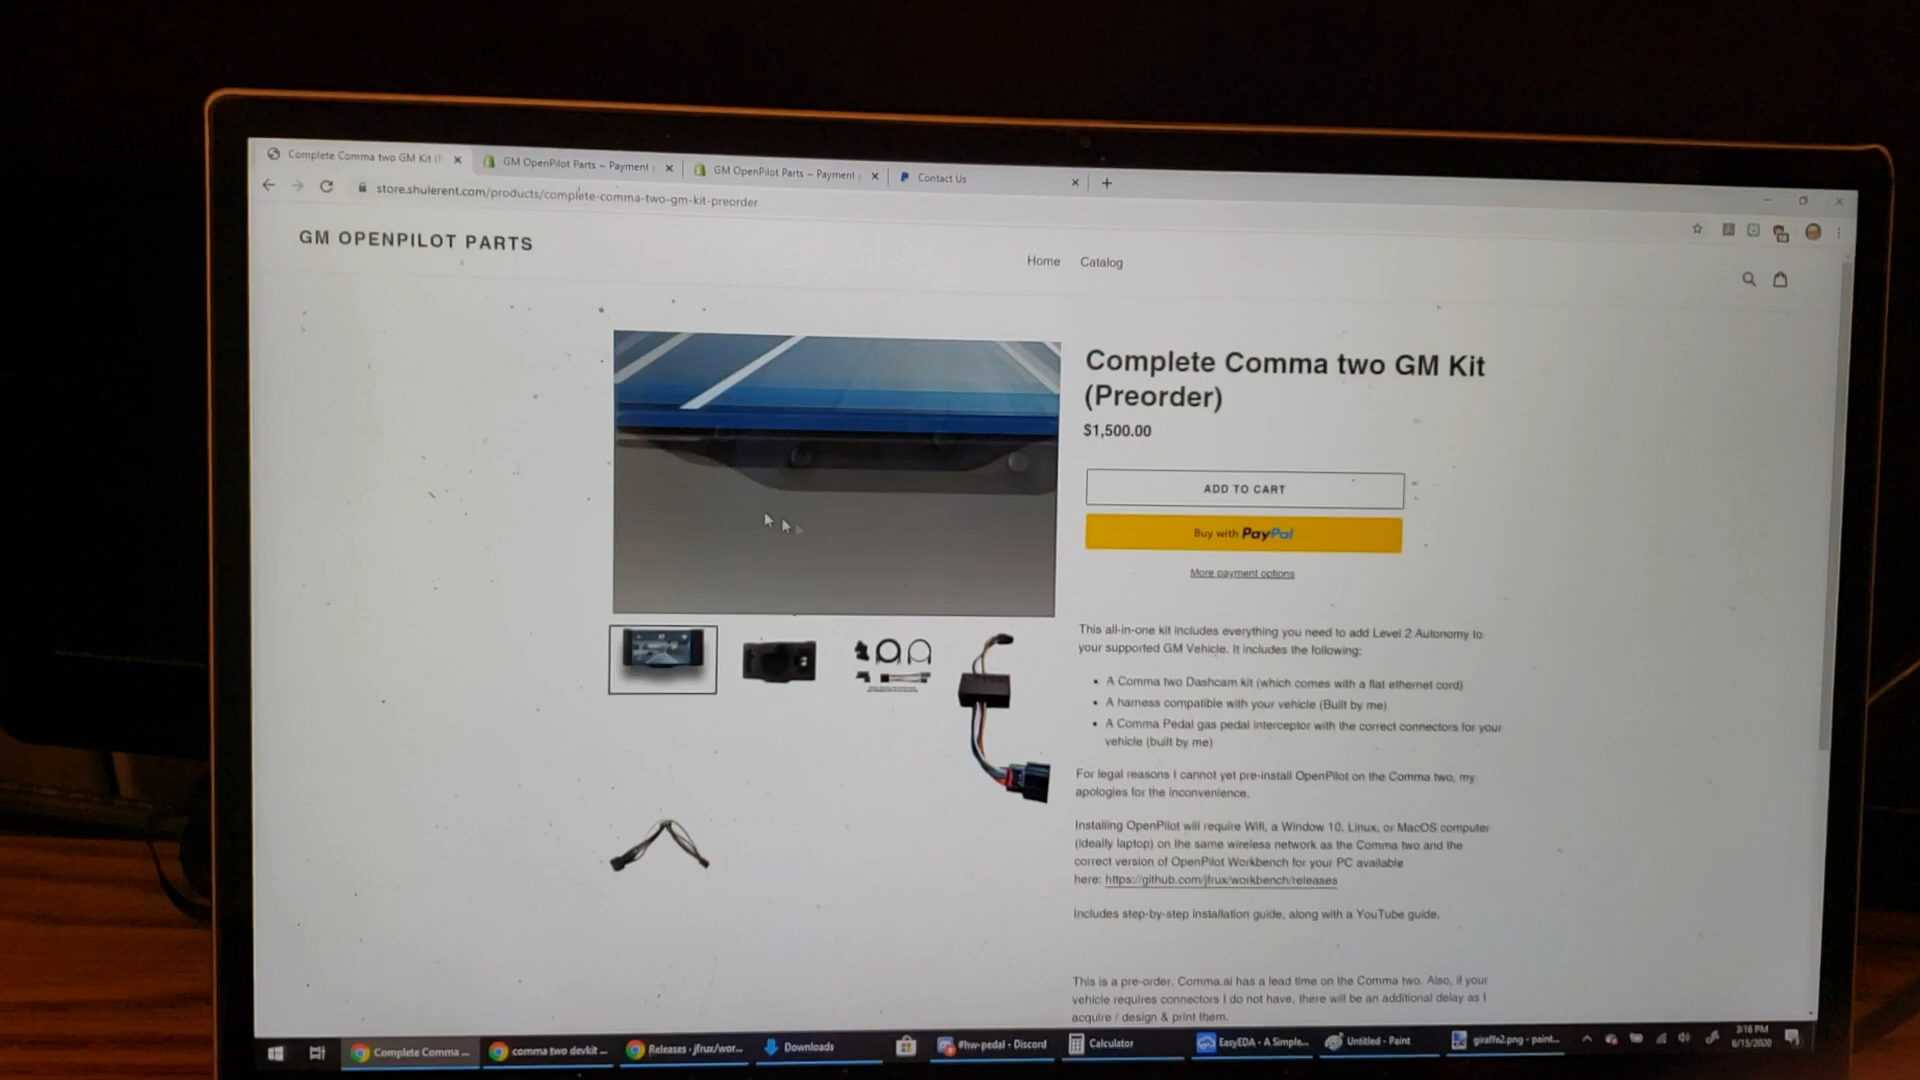 Complete Comma two GM Kit (
GM OpenPilot Parts ~ Payment
GM OpenPilot Parts ~ Payment
Contact Us
store.shulerent.com/products/complete-comma-two-gm-kit-preorder
GM OPENPILOT PARTS
Home
Catalog
Complete Comma two GM Kit
(Preorder)
$1,500.00
ADD TO CART
Buy with PayPal
More payment options
This all-in-one kit includes everything you need to add Level 2 Autonomy to
your supported GM Vehicle. It includes the following:
• A Comma two Dashcam kit (which comes with a flat ethernet cord)
• A harness compatible with your vehicle (Built by me)
• A Comma Pedal gas pedal interceptor with the correct connectors for your
vehicle (built by me)
For legal reasons I cannot yet pre-install OpenPilot on the Comma two, my
apologies for the inconvenience.
Installing OpenPilot will require Wifi, a Window 10, Linux, or MacOS computer
(ideally laptop) on the same wireless network as the Comma two and the
correct version of OpenPilot Workbench for your PC available
here: https://github.com/jfrux/workbench/releases
Includes step-by-step installation guide, along with a YouTube guide.
This is a pre-order. Comma.ai has a lead time on the Comma two. Also, if your
vehicle requires connectors I do not have, there will be an additional delay as I
acquire / design & print them.
Complete Comma ...
comma two devkit ...
Releases · jfrux/wor...
Downloads
#hw-pedal - Discord
Calculator
EasyEDA - A Simple...
Untitled - Paint
giraffe2.png - paint...
3:16 PM
6/15/2020